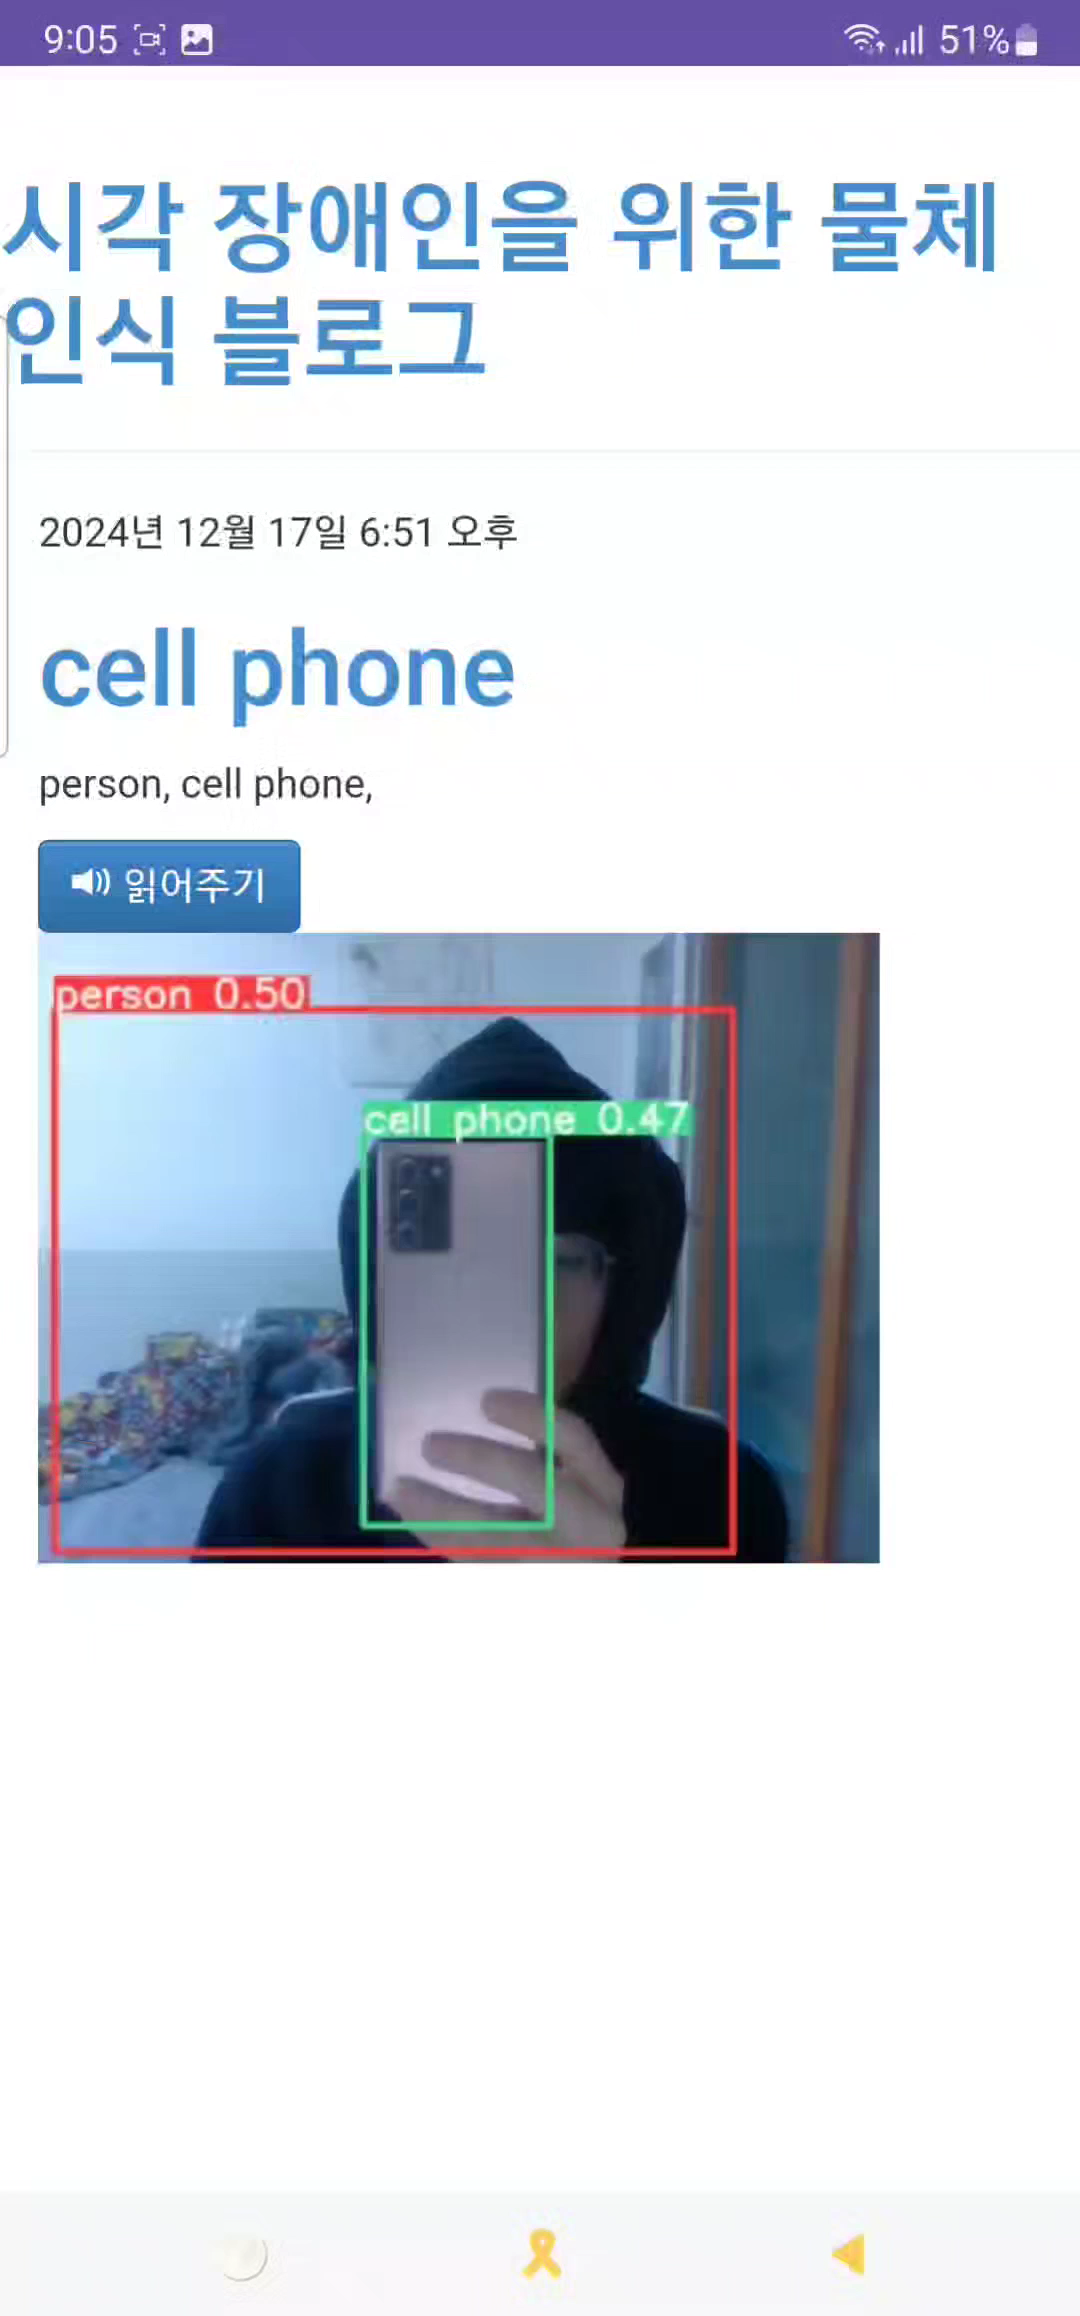 9:05 51%
시각 장애인을 위한 물체
인식 블로그
2024년 12월 17일 6:51 오후
cell phone
person, cell phone,
읽어주기
person 0.50
cell phone 0.47